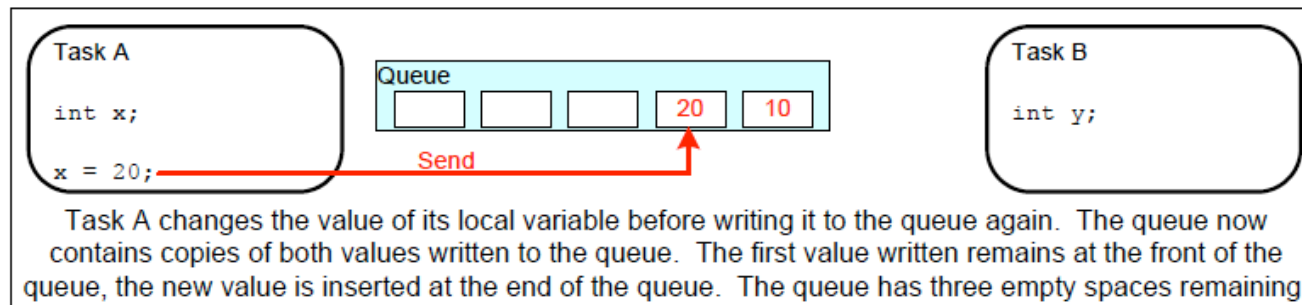 Task A
int x;
x = 20;
Queue
20 10
Send
Task B
int y;
Task A changes the value of its local variable before writing it to the queue again. The queue now
contains copies of both values written to the queue. The first value written remains at the front of the
queue, the new value is inserted at the end of the queue. The queue has three empty spaces remaining